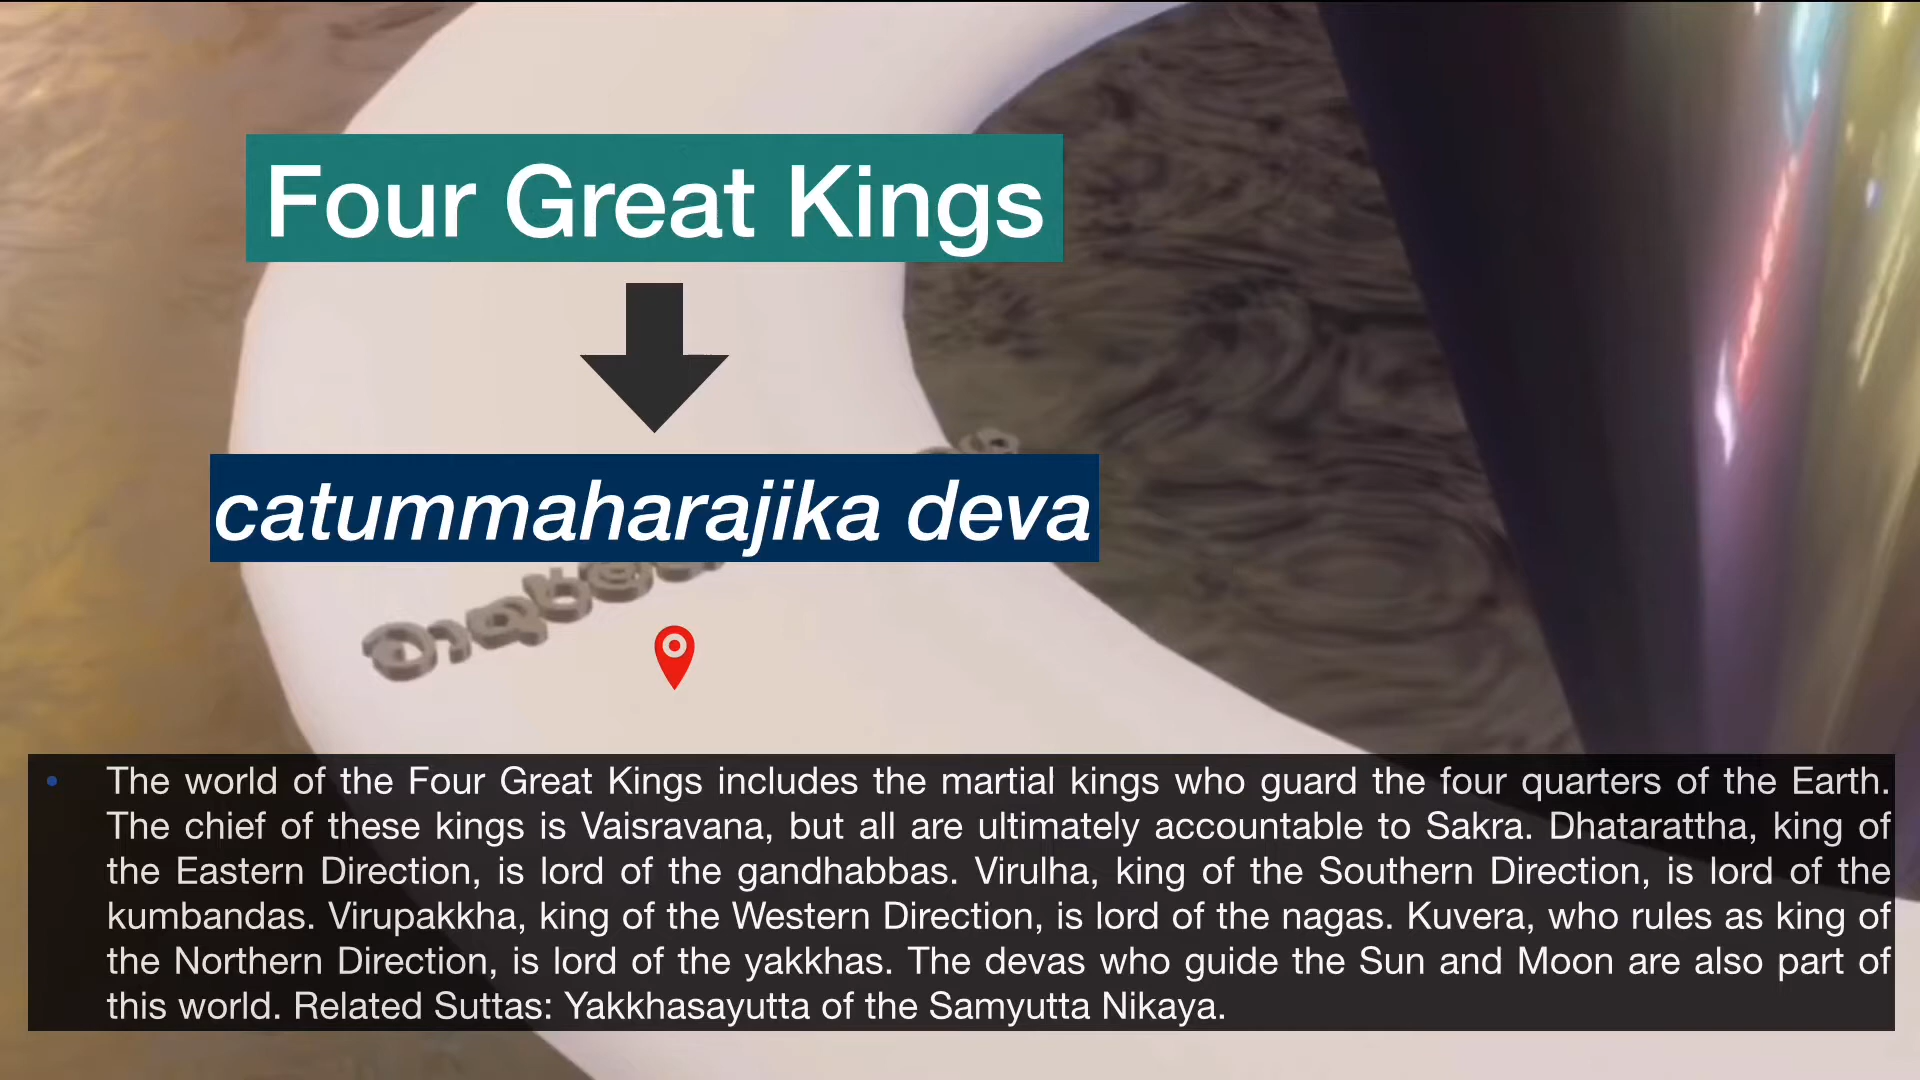 Four Great Kings
catummaharajika deva
• The world of the Four Great Kings includes the martial kings who guard the four quarters of the Earth.
The chief of these kings is Vaisravana, but all are ultimately accountable to Sakra. Dhatarattha, king of
the Eastern Direction, is lord of the gandhabbas. Virulha, king of the Southern Direction, is lord of the
kumbandas. Virupakkha, king of the Western Direction, is lord of the nagas. Kuvera, who rules as king of
the Northern Direction, is lord of the yakkhas. The devas who guide the Sun and Moon are also part of
this world. Related Suttas: Yakkhasayutta of the Samyutta Nikaya.